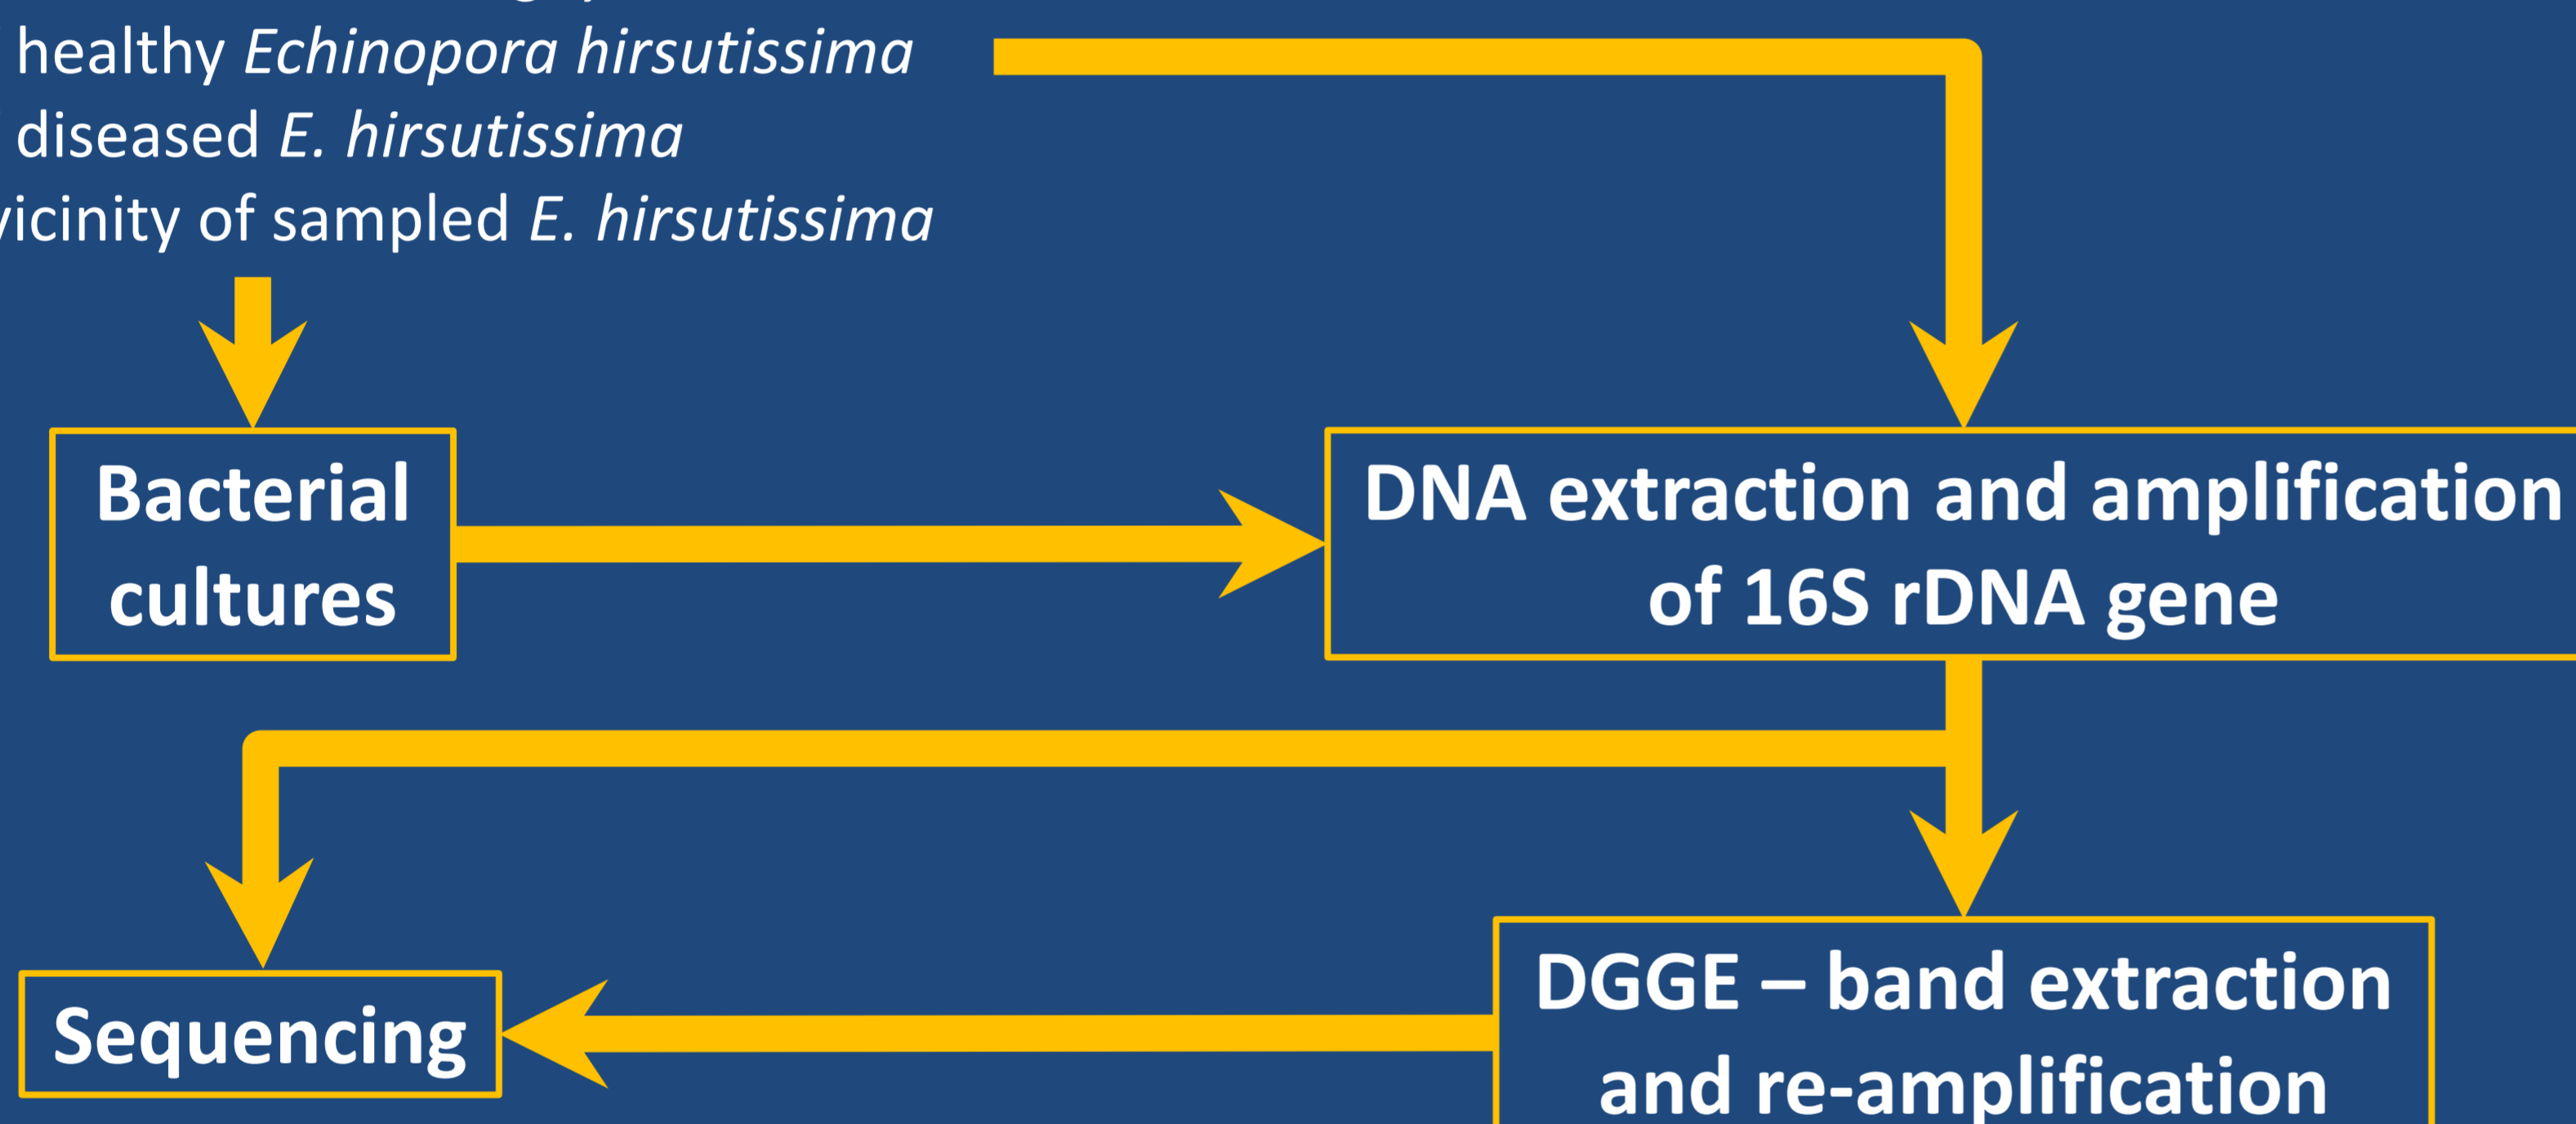 healthy Echinopora hirsutissima
diseased E. hirsutissima
vicinity of sampled E. hirsutissima
Bacterial
cultures
DNA extraction and amplification
of 16S rDNA gene
Sequencing
DGGE – band extraction
and re-amplification